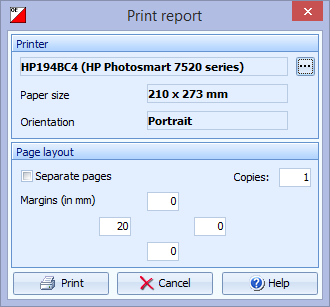 OE
Print report
Printer
HP194BC4 (HP Photosmart 7520 series)
...
Paper size 210 x 273 mm
Orientation Portrait
Page layout
Separate pages Copies: 1
Margins (in mm) 0
20 0
0
Print Cancel Help